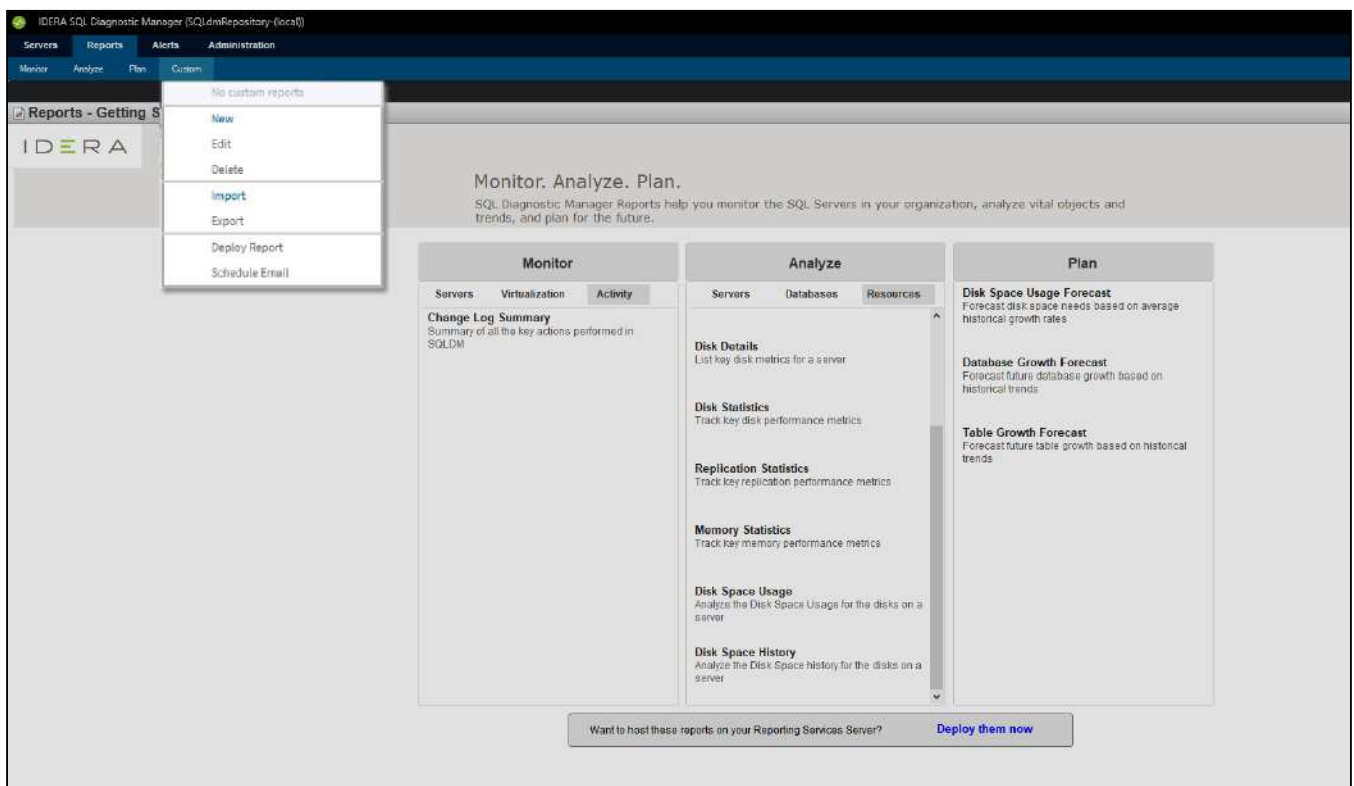 IDERA SQL Diagnostic Manager (SQLdmRepository-(local))
Servers Reports Alerts Administration
Monitor Analyze Plan Custom
No custom reports
Reports - Getting S
New
IDERA
Edit
Delete
Import
Export
Deploy Report
Schedule Email
Monitor. Analyze. Plan.
SQL Diagnostic Manager Reports help you monitor the SQL Servers in your organization, analyze vital objects and
trends, and plan for the future.
Monitor
Servers Virtualization Activity
Change Log Summary
Summary of all the key actions performed in
SQLDM
Analyze
Servers Databases Resources
Disk Details
List key disk metrics for a server
Disk Statistics
Track key disk performance metrics
Replication Statistics
Track key replication performance metrics
Memory Statistics
Track key memory performance metrics
Disk Space Usage
Analyze the Disk Space Usage for the disks on a
server
Disk Space History
Analyze the Disk Space history for the disks on a
server
Plan
Disk Space Usage Forecast
Forecast disk space needs based on average
historical growth rates
Database Growth Forecast
Forecast future database growth based on
historical trends
Table Growth Forecast
Forecast future table growth based on historical
trends
Want to host these reports on your Reporting Services Server? Deploy them now